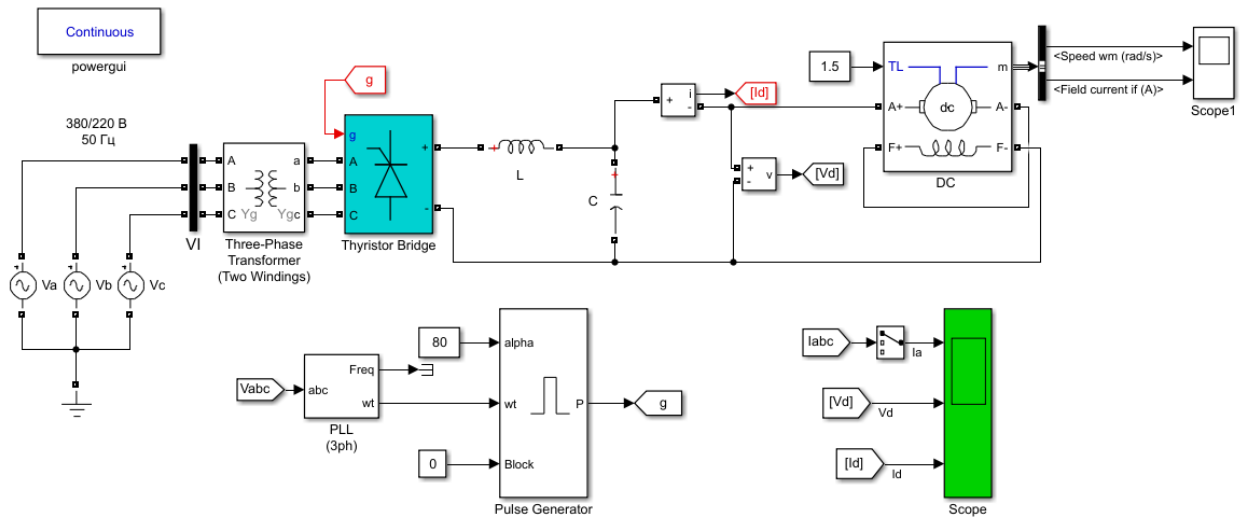 Continuous
powergui
380/220 В
50 Гц
A
B
C
VI
a
b
c
Yg
Yg
Three-Phase
Transformer
(Two Windings)
g
g
A
B
C
+
-
Thyristor Bridge
+
L
+
C
+
i
-
[Id]
+
-
v
[Vd]
1.5
TL
m
A+
dc
A-
F+
F-
DC
<Speed wm (rad/s)>
<Field current if (A)>
Scope1
Va
Vb
Vc
Vabc
abc
Freq
wt
PLL
(3ph)
80
0
alpha
wt
Block
P
Pulse Generator
g
Iabc
Ia
[Vd]
Vd
[Id]
Id
Scope